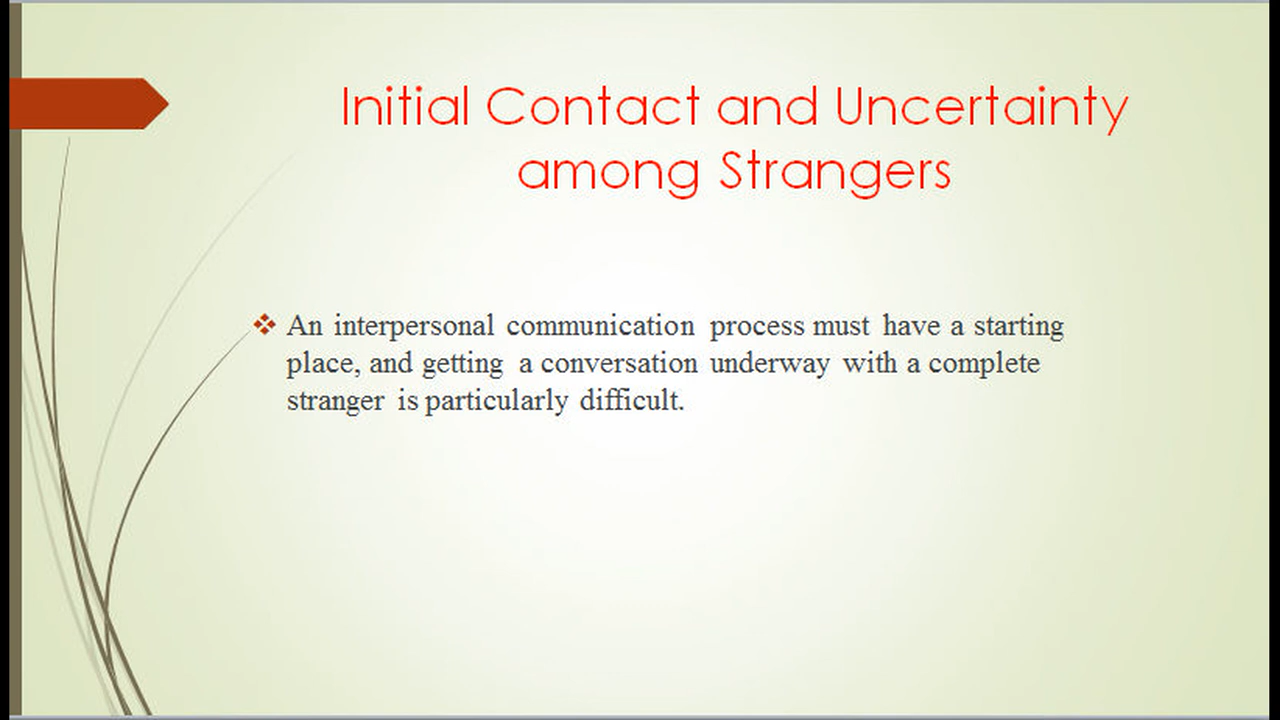 Initial Contact and Uncertainty
among Strangers
An interpersonal communication process must have a starting
place, and getting a conversation underway with a complete
stranger is particularly difficult.